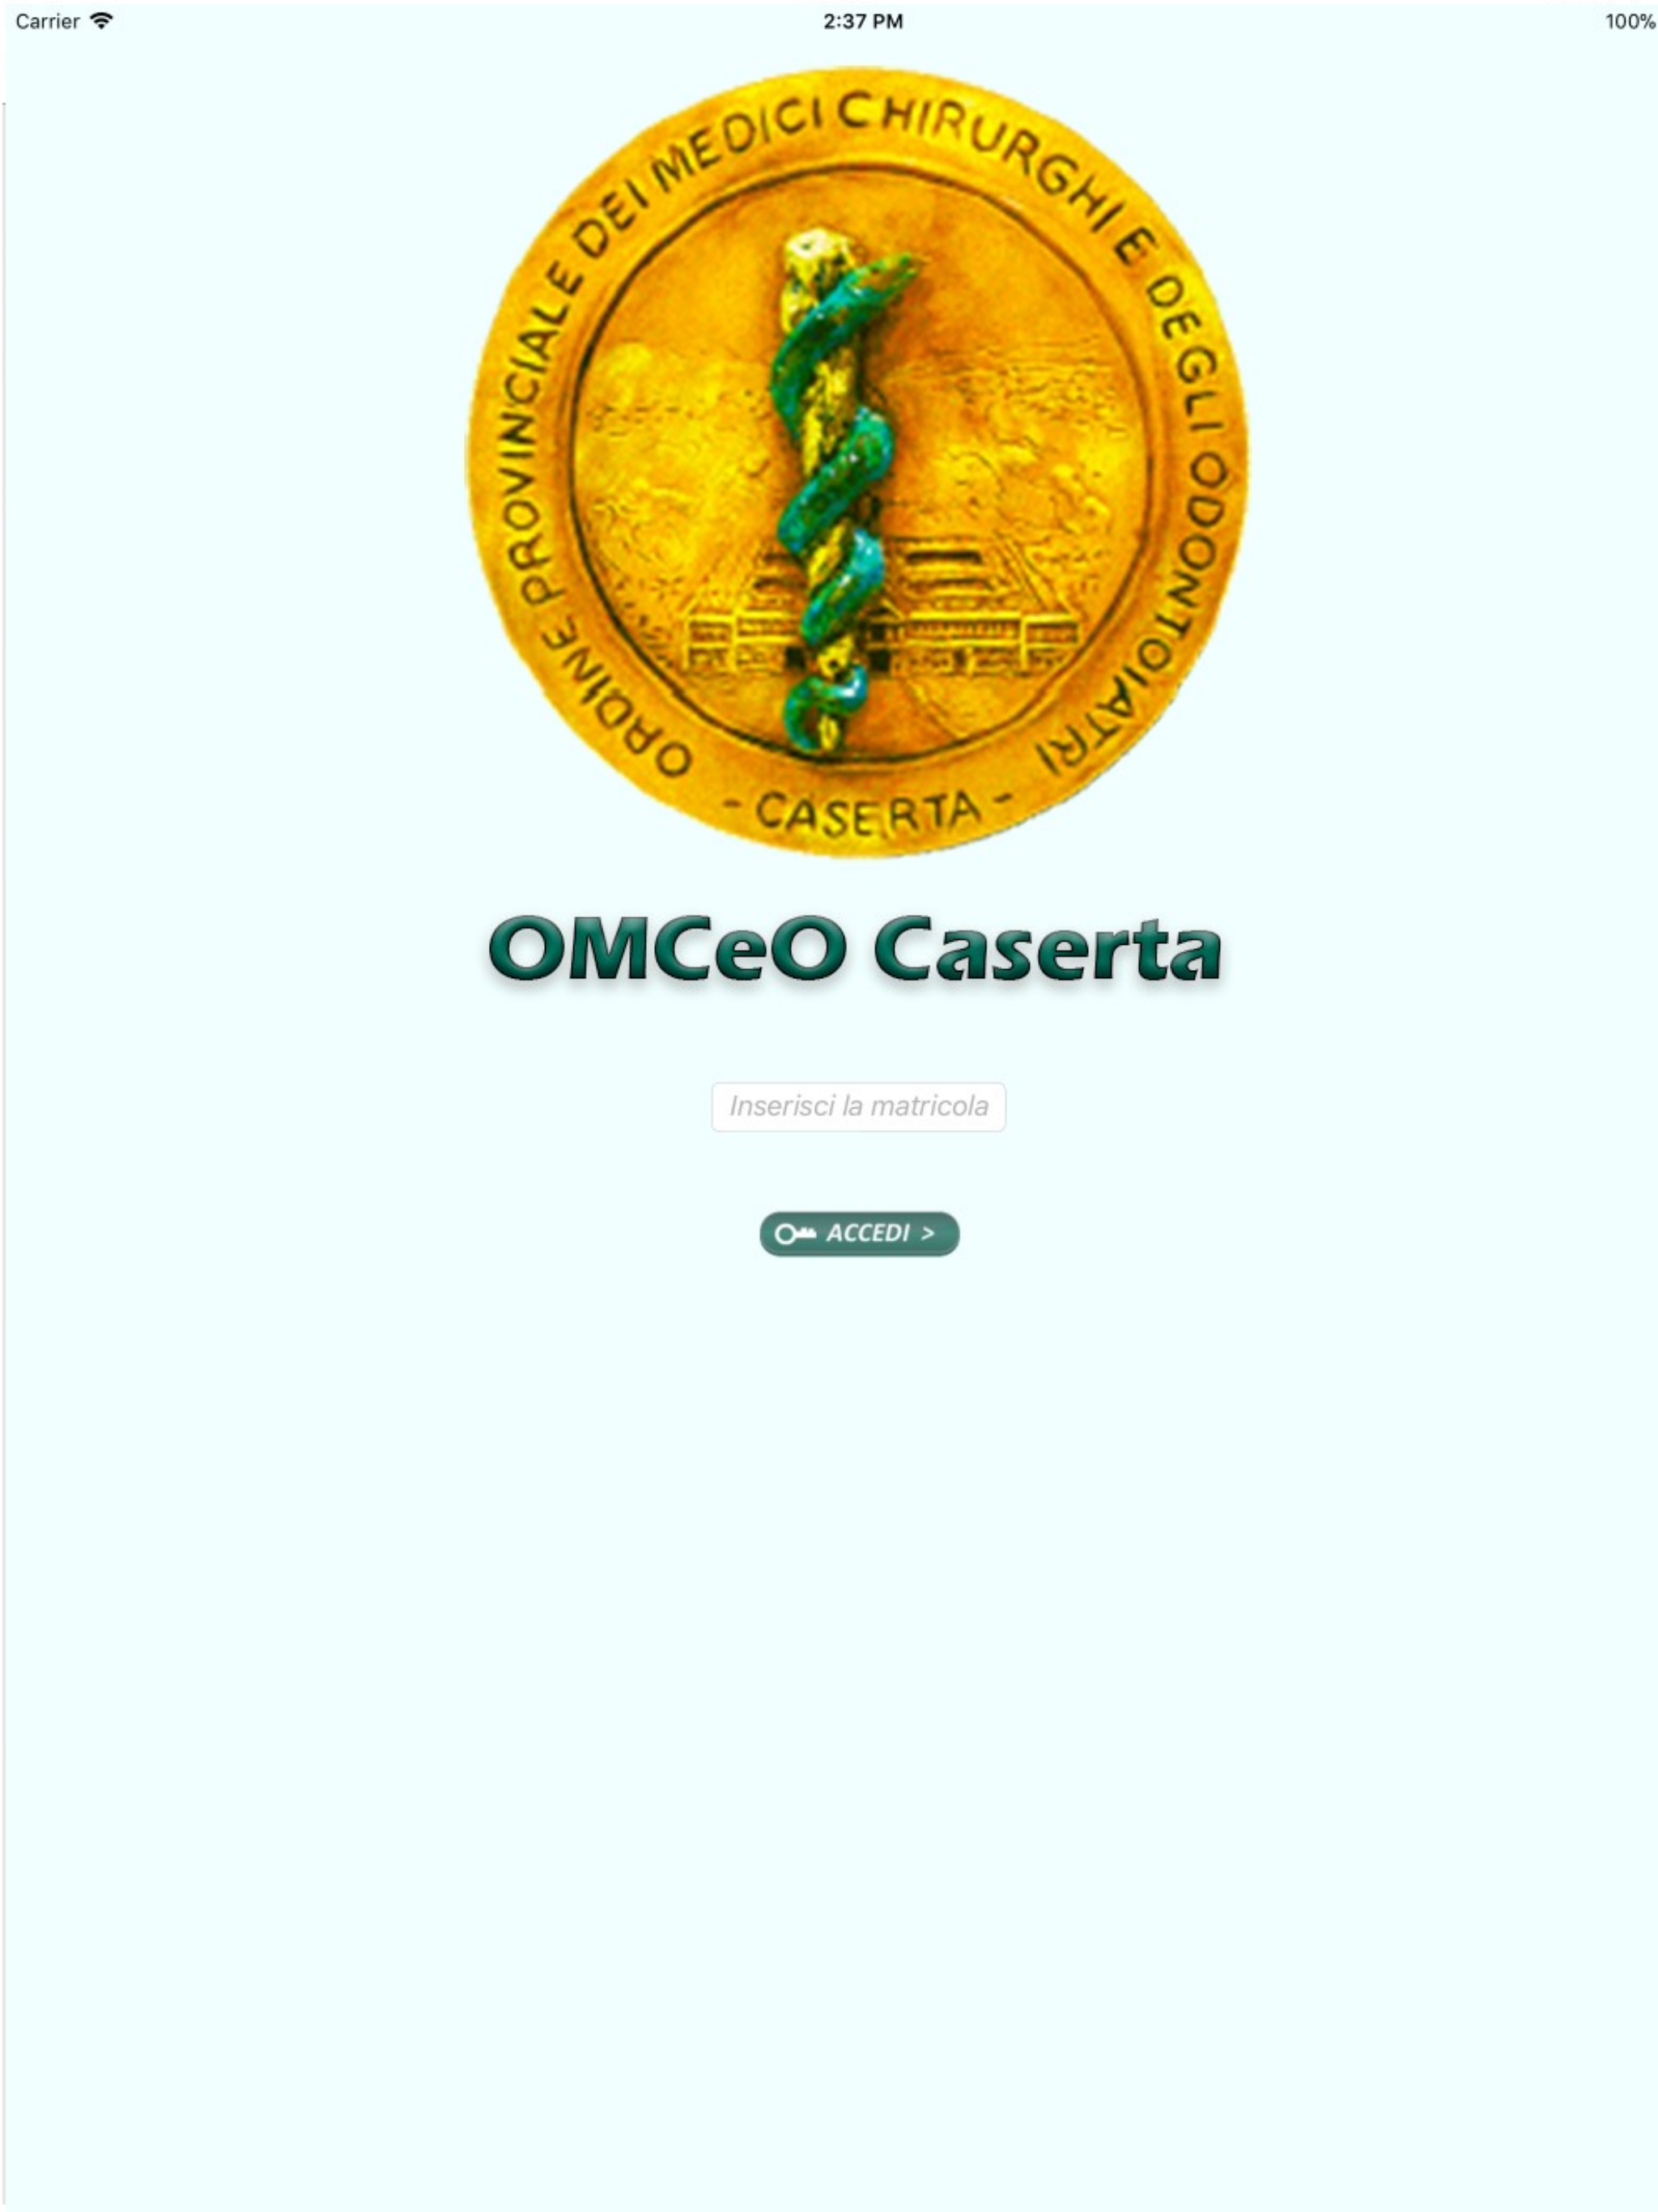 Carrier
2:37 PM
100%
ORDINE PROVINCIALE DEI MEDICI CHIRURGHI E DEGLI ODONTOIATRI
- CASERTA -
OMCeO Caserta
Inserisci la matricola
ACCEDI >